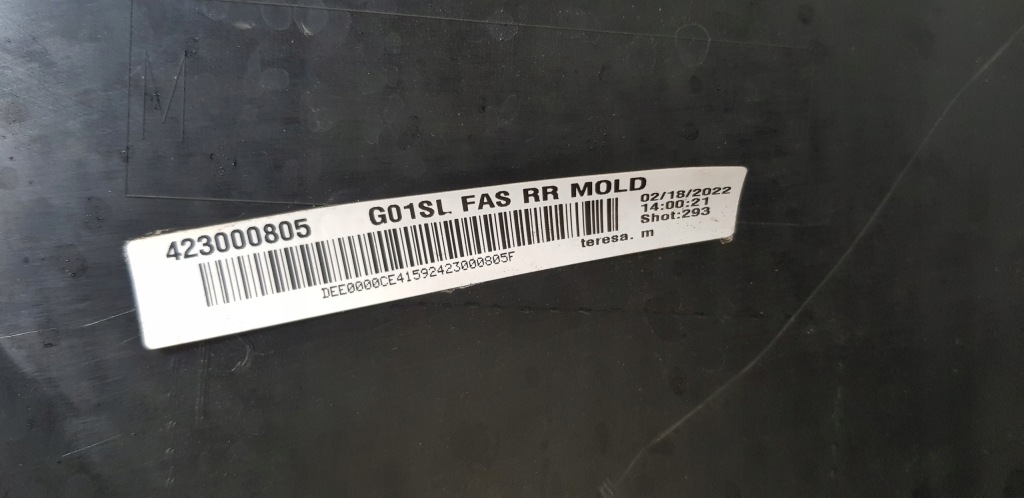 423000805 G01SL FAS RR MOLD
02/18/2022
14:00:21
Shot:293
teresa. m
DEE0000CE41592423000805F
M